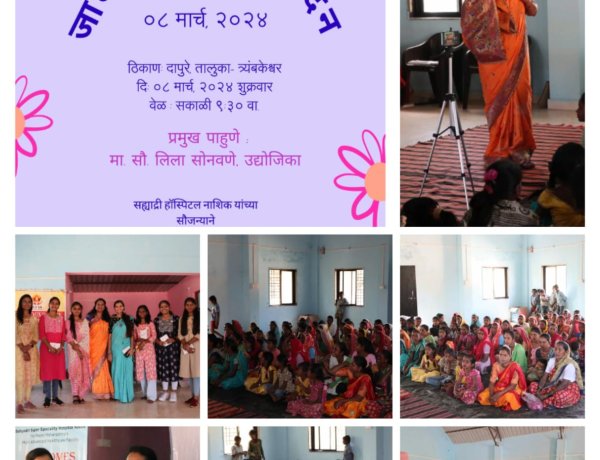 ०८ मार्च, २०२४
ठिकाण: दापुरे, तालुका- त्र्यंबकेश्वर
दि: ०८ मार्च, २०२४ शुक्रवार
वेळ : सकाळी ९.३० वा.
प्रमुख पाहुणे :
मा. सौ. लिला सोनवणे, उद्योजिका
सह्याद्री हॉस्पिटल नाशिक यांच्या
सौजन्याने